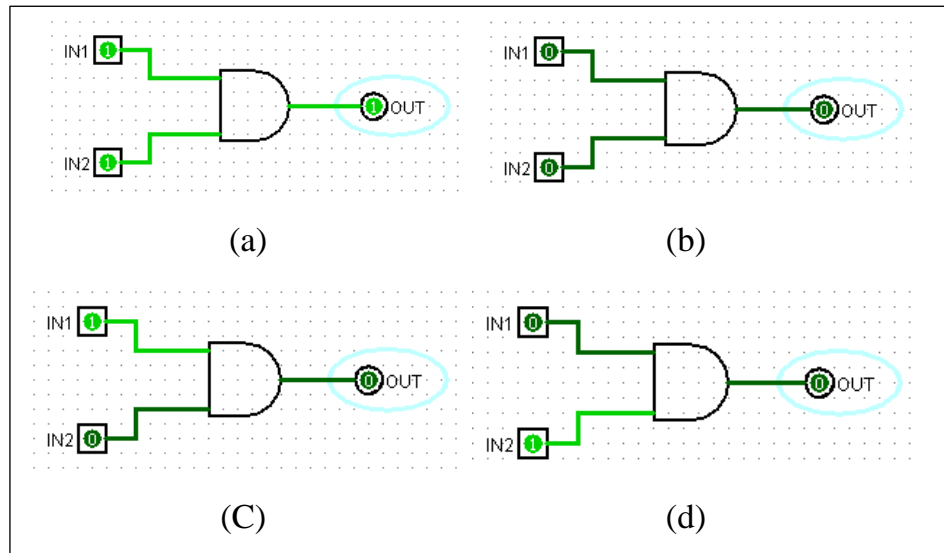 IN1 1
1 OUT
IN2 1
(a)
IN1 0
0 OUT
IN2 0
(b)
IN1 1
0 OUT
IN2 0
(C)
IN1 0
0 OUT
IN2 1
(d)